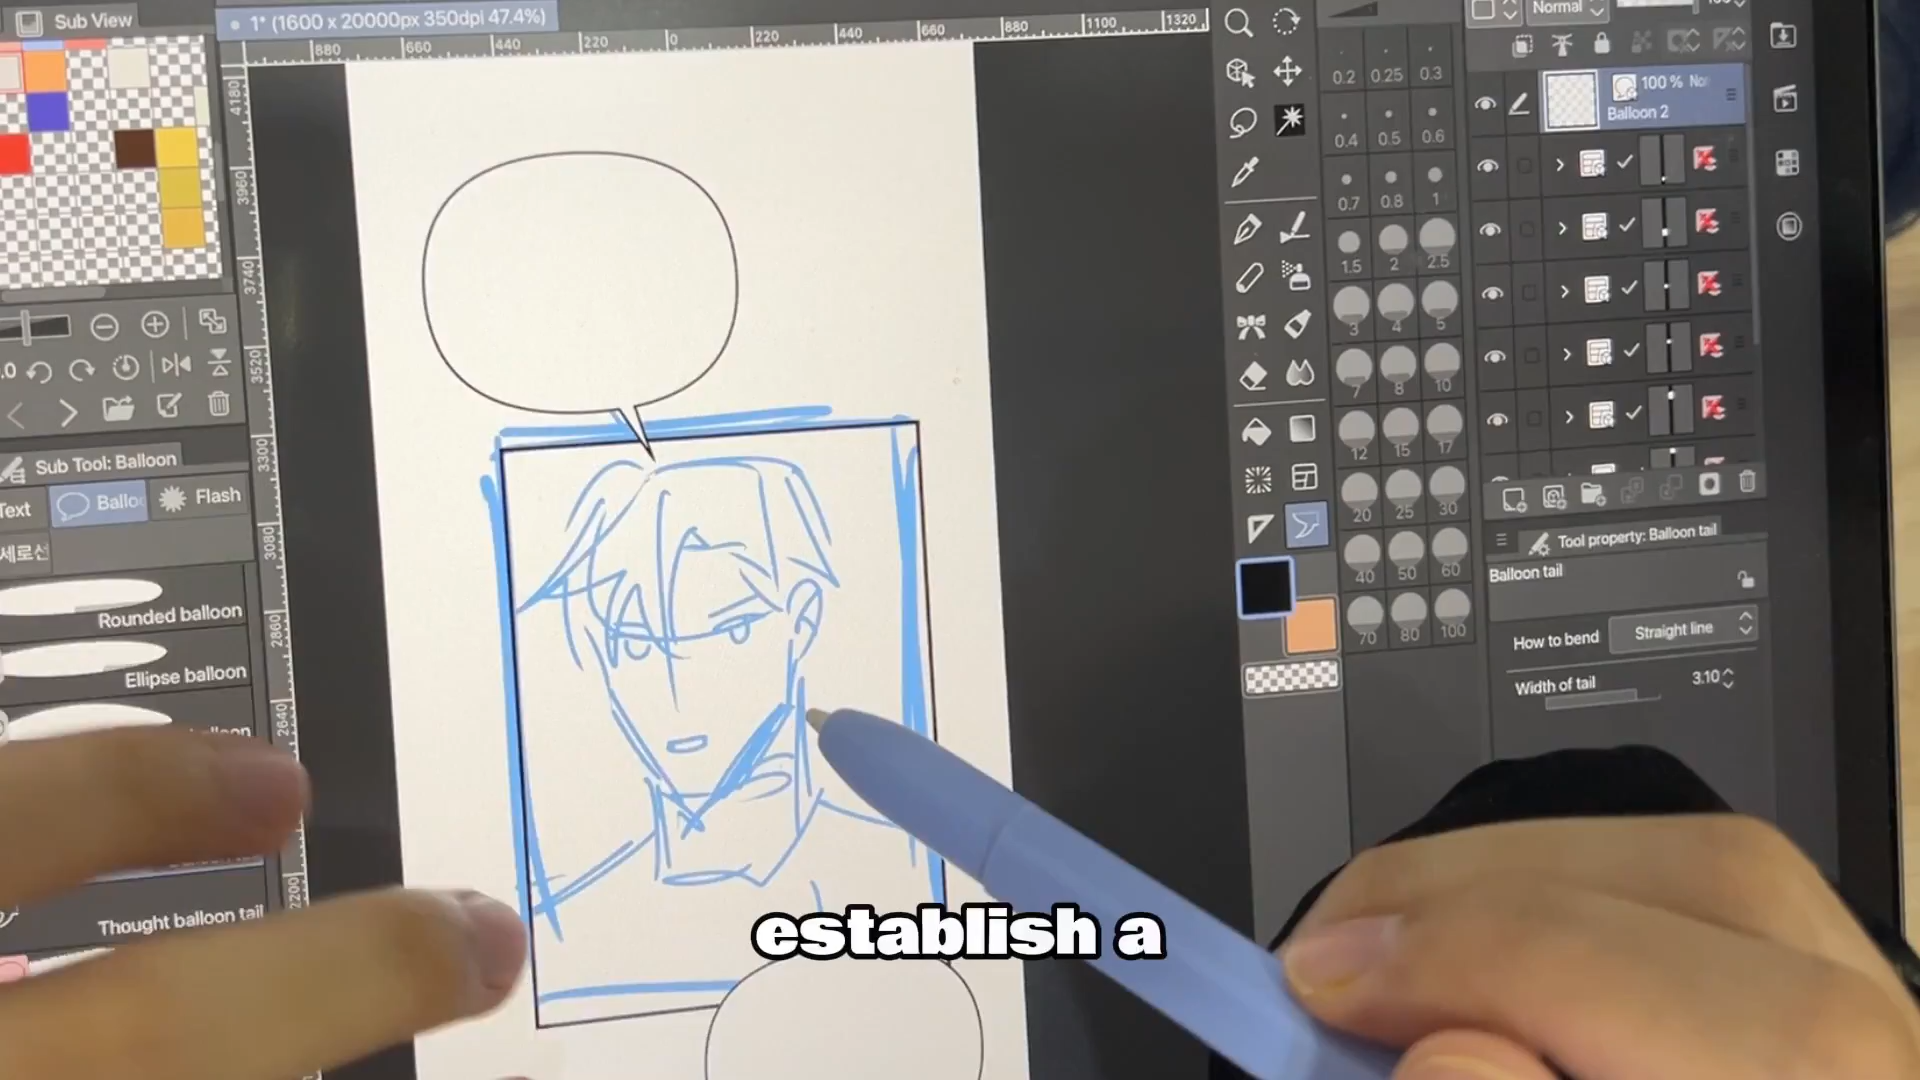 Sub View
1* (1600 x 20000px 350dpi 47.4%)
880 660 440 220 0 220 440 660 880 1100 1320
4180
3960
3740
3520
3300
3080
2860
2640
2200
.0
Sub Tool: Balloon
Text
Balloo
Flash
세로선
Rounded balloon
Ellipse balloon
balloon
Thought balloon tail
0.2 0.25 0.3
0.4 0.5 0.6
0.7 0.8 1
1.5 2 2.5
3 4 5
7 8 10
12 15 17
20 25 30
40 50 60
70 80 100
Normal
100 % No
Balloon 2
Tool property: Balloon tail
Balloon tail
How to bend
Straight line
Width of tail
3.10
establish a